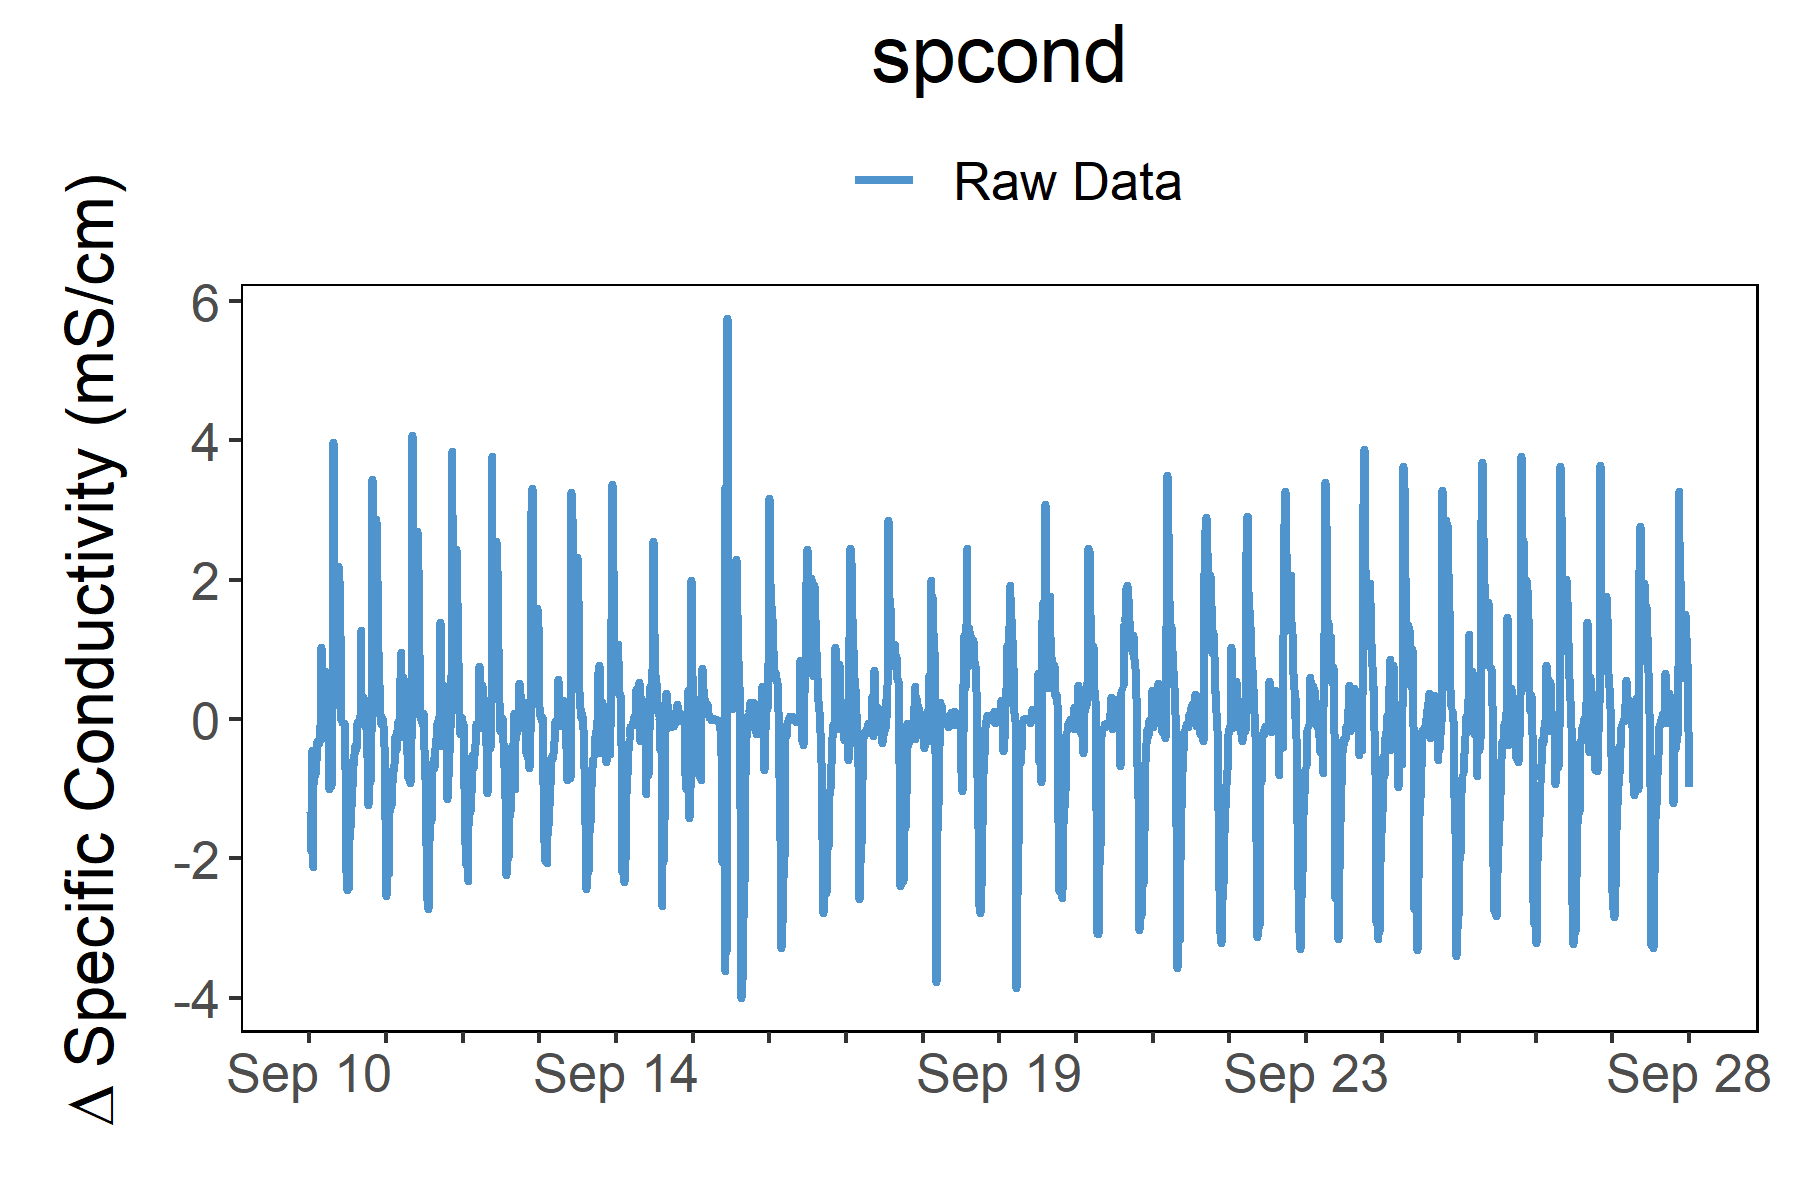 spcond
Raw Data
Δ Specific Conductivity (mS/cm)
6
4
2
0
-2
-4
Sep 10 Sep 14 Sep 19 Sep 23 Sep 28